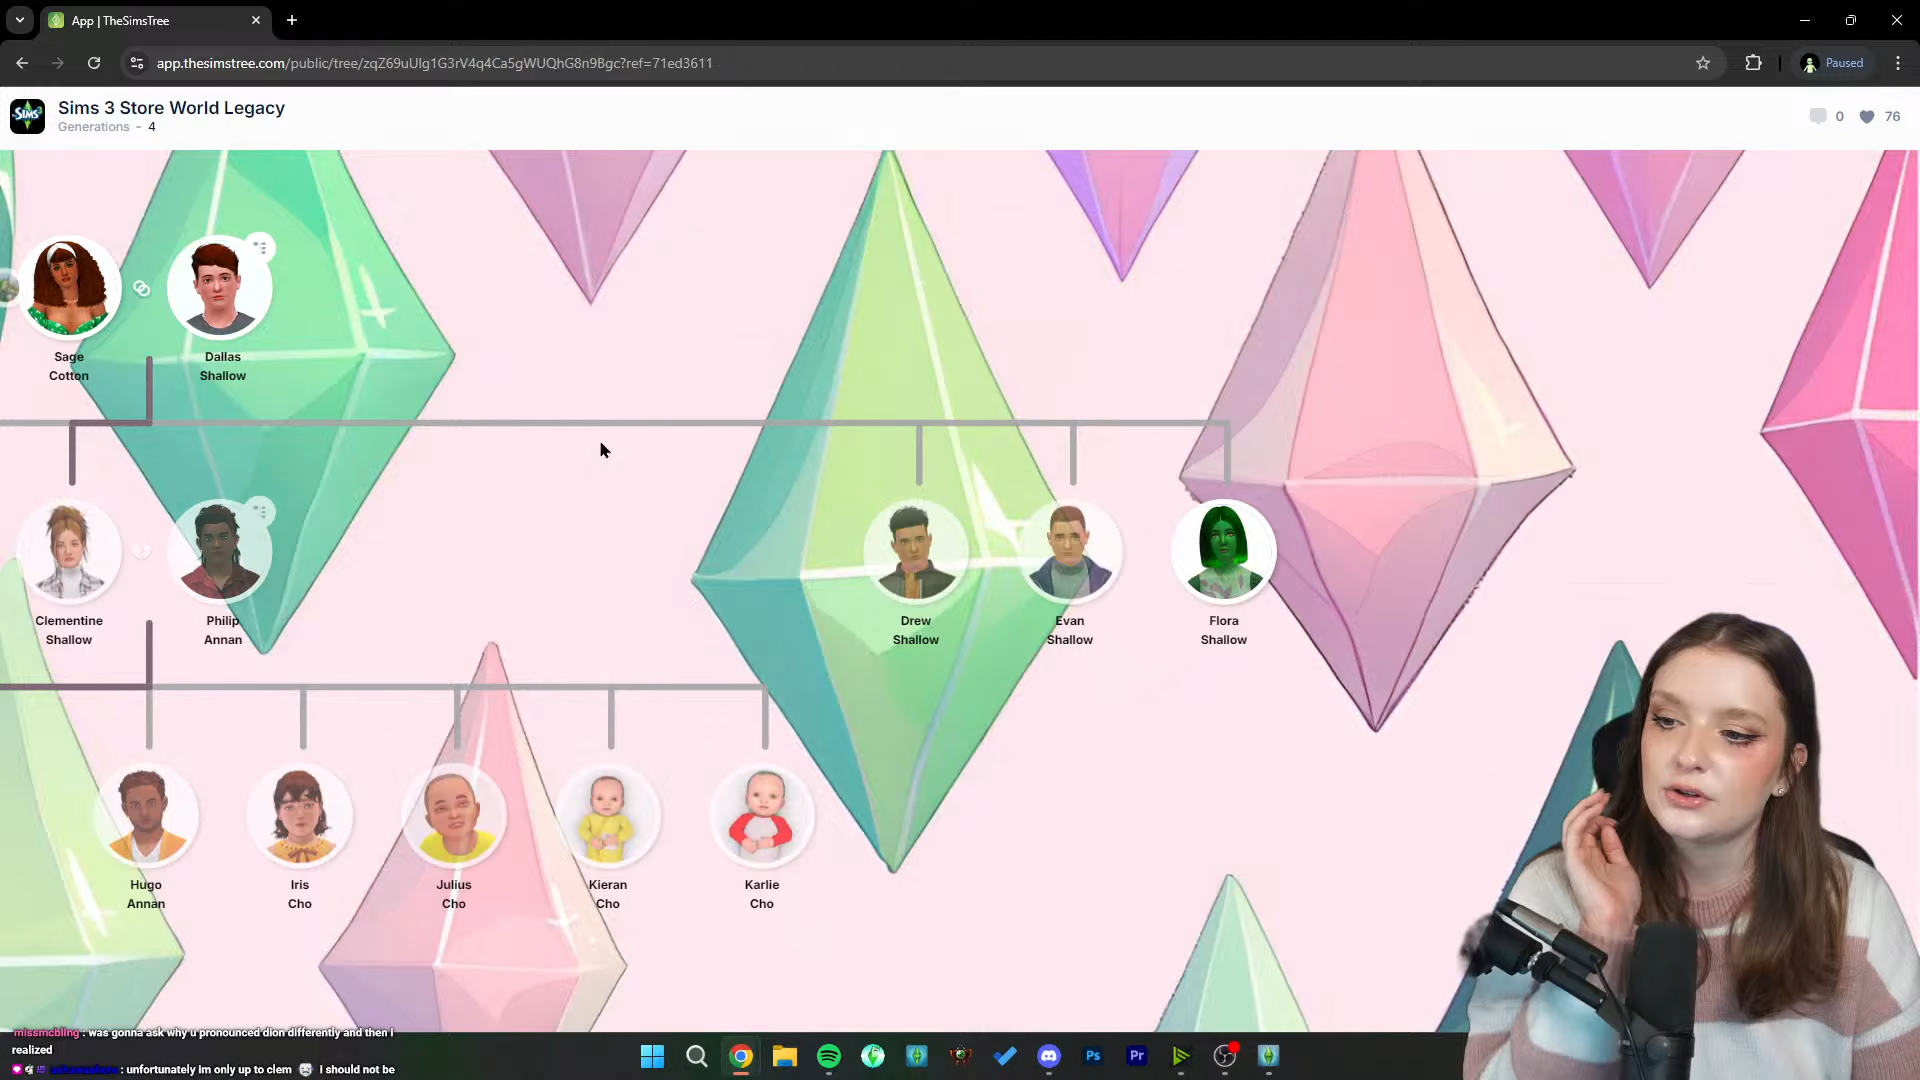 App | TheSimsTree
app.thesimstree.com/public/tree/zqZ69uUlg1G3rV4q4Ca5gWUQhG8n9Bgc?ref=71ed3611
Paused
Sims 3 Store World Legacy
Generations - 4
0 76
Sage
Cotton
Dallas
Shallow
Clementine
Shallow
Philip
Annan
Drew
Shallow
Evan
Shallow
Flora
Shallow
Hugo
Annan
Iris
Cho
Julius
Cho
Kieran
Cho
Karlie
Cho
missmcbling : was gonna ask why u pronounced dion differently and then i
realized
: unfortunately im only up to clem I should not be
Ps
Pr